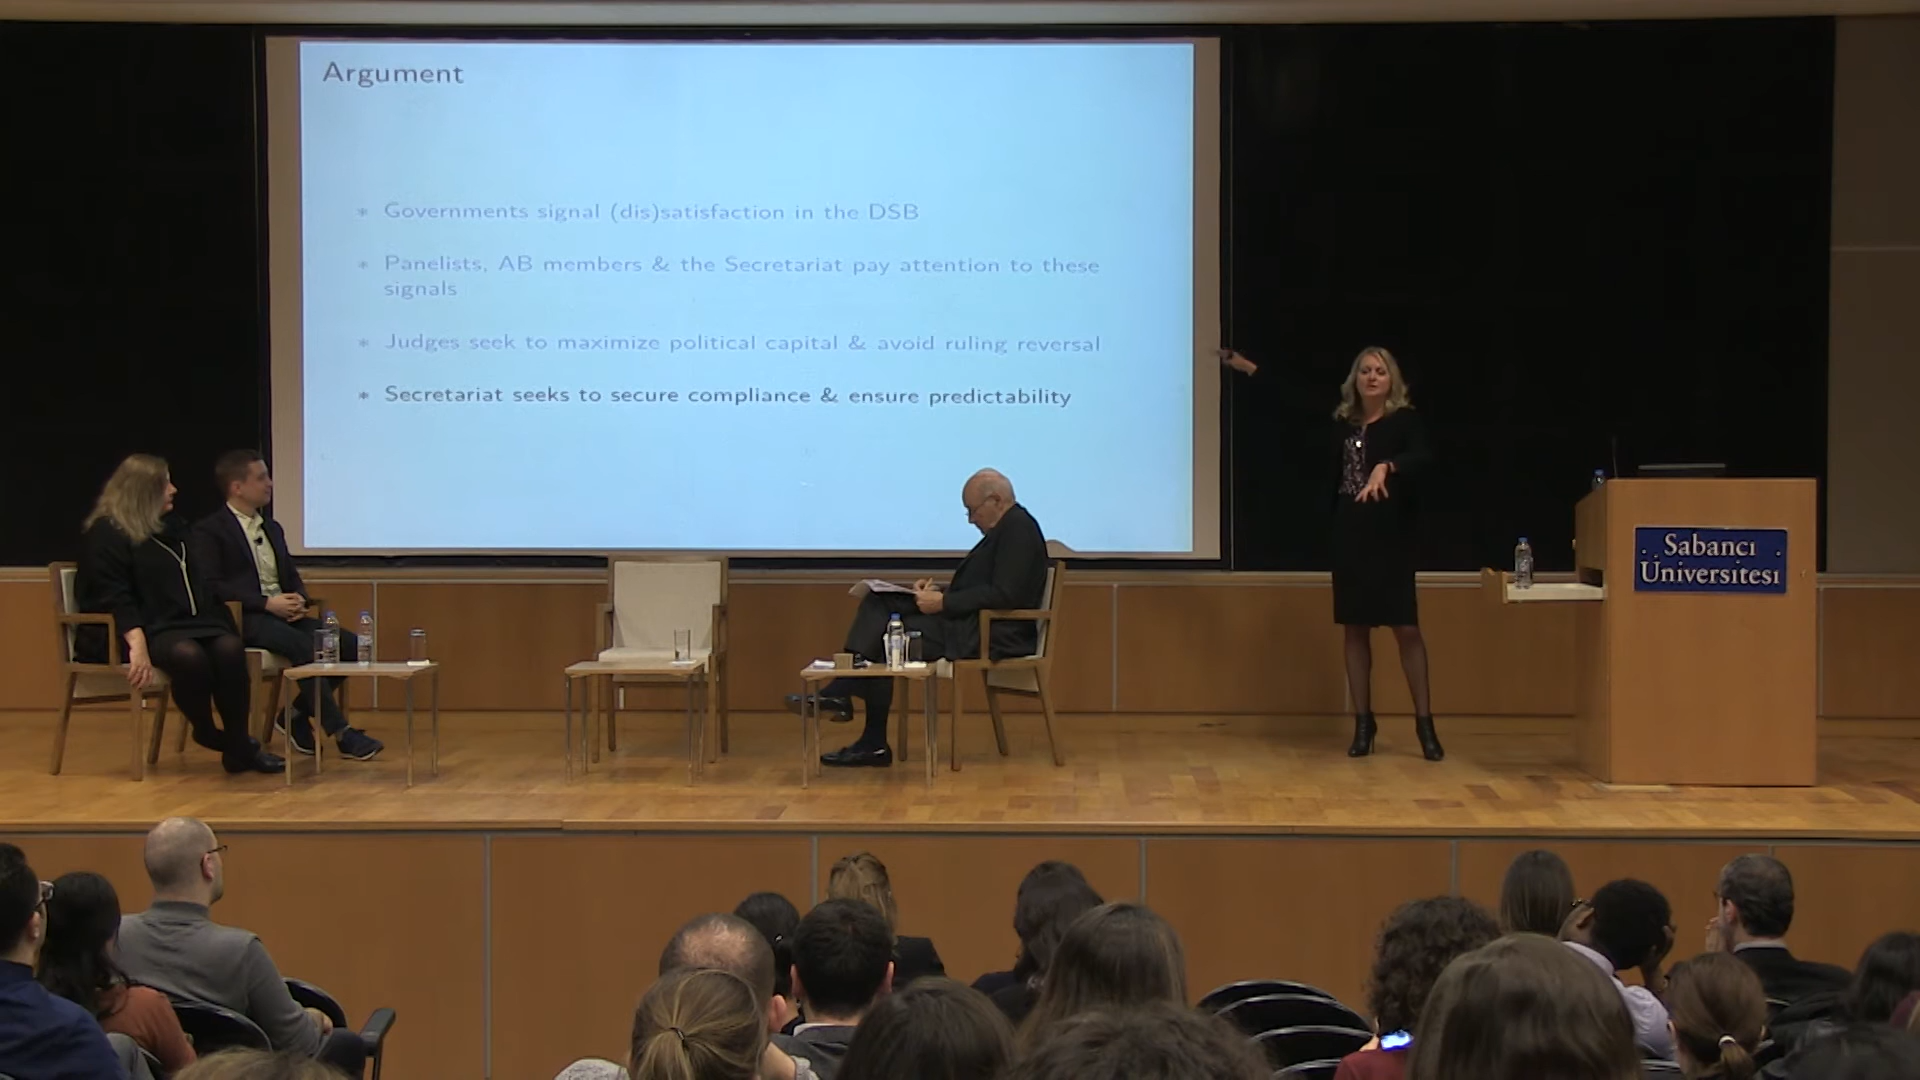 Argument
* Governments signal (dis)satisfaction in the DSB
* Panelists, AB members & the Secretariat pay attention to these
signals
* Judges seek to maximize political capital & avoid ruling reversal
* Secretariat seeks to secure compliance & ensure predictability
Sabancı
Üniversitesi